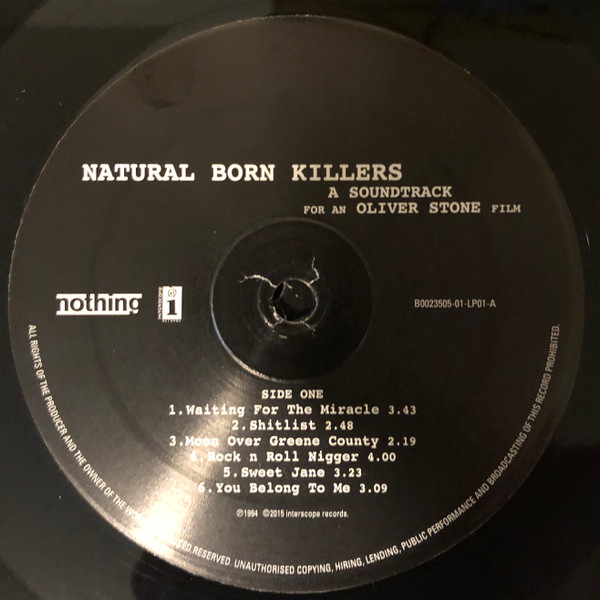 NATURAL BORN KILLERS
A SOUNDTRACK
FOR AN OLIVER STONE FILM
nothing
INTERSCOPE
i
RECORDS
B0023505-01-LP01-A
SIDE ONE
1.Waiting For The Miracle 3.43
2.Shitlist 2.48
3.Moon Over Greene County 2.19
4.Rock n Roll Nigger 4.00
5.Sweet Jane 3.23
6.You Belong To Me 3.09
℗1994 ©2015 interscope records.
ALL RIGHTS OF THE PRODUCER AND THE OWNER OF THE RESERVED. UNAUTHORISED COPYING, HIRING, LENDING, PUBLIC PERFORMANCE AND BROADCASTING OF THIS RECORD PROHIBITED.